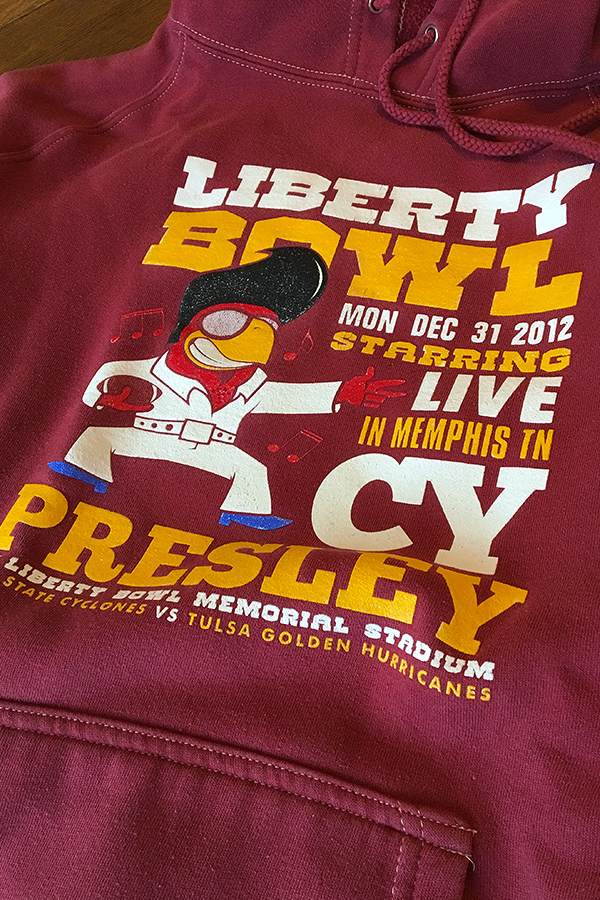 LIBERTY
BOWL
MON DEC 31 2012
STARRING
LIVE
IN MEMPHIS TN
CY
PRESLEY
LIBERTY BOWL MEMORIAL STADIUM
STATE CYCLONES VS TULSA GOLDEN HURRICANES